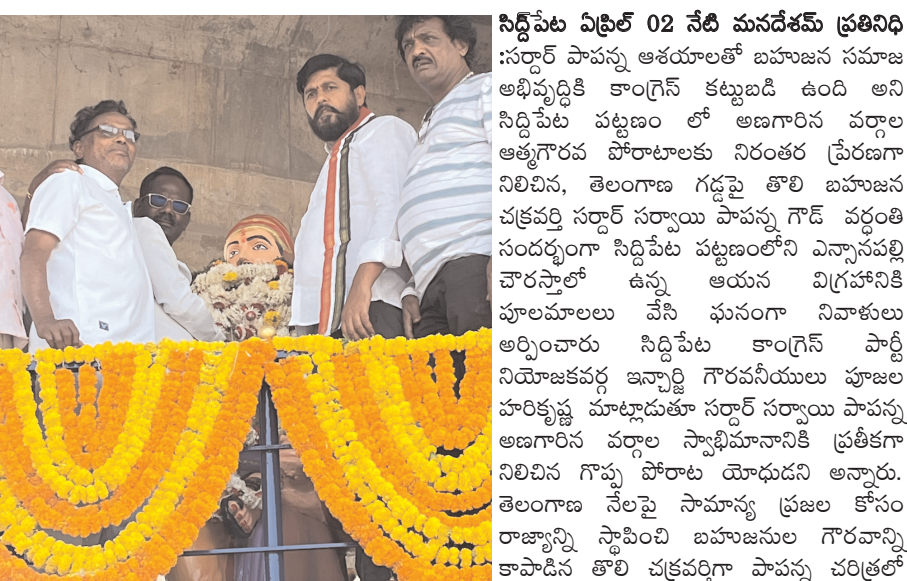 సిద్దిపేట ఏప్రిల్ 02 నేటి మనదేశమ్ ప్రతినిధి
:సర్దార్ పాపన్న ఆశయాలతో బహుజన సమాజ
అభివృద్ధికి కాంగ్రెస్ కట్టుబడి ఉంది అని
సిద్దిపేట పట్టణం లో అణగారిన వర్గాల
ఆత్మగౌరవ పోరాటాలకు నిరంతర ప్రేరణగా
నిలిచిన, తెలంగాణ గడ్డపై తొలి బహుజన
చక్రవర్తి సర్దార్ సర్వాయి పాపన్న గౌడ్ వర్ధంతి
సందర్భంగా సిద్దిపేట పట్టణంలోని ఎన్సానపల్లి
చౌరస్తాలో ఉన్న ఆయన విగ్రహానికి
పూలమాలలు వేసి ఘనంగా నివాళులు
అర్పించారు సిద్దిపేట కాంగ్రెస్ పార్టీ
నియోజకవర్గ ఇన్చార్జి గౌరవనీయులు పూజల
హరికృష్ణ మాట్లాడుతూ సర్దార్ సర్వాయి పాపన్న
అణగారిన వర్గాల స్వాభిమానానికి ప్రతీకగా
నిలిచిన గొప్ప పోరాట యోధుడని అన్నారు.
తెలంగాణ నేలపై సామాన్య ప్రజల కోసం
రాజ్యాన్ని స్థాపించి బహుజనుల గౌరవాన్ని
కాపాడిన తొలి చక్రవర్తిగా పాపన్న చరిత్రలో